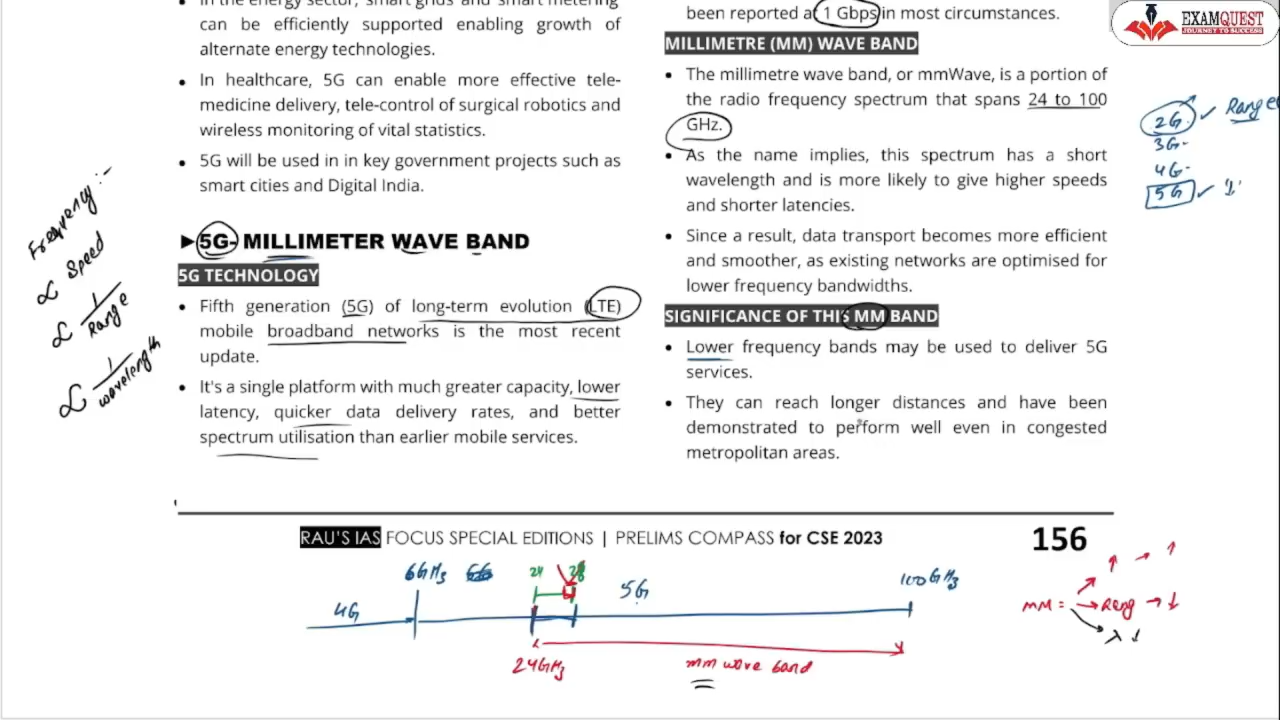 In the energy sector, smart grids and smart metering
can be efficiently supported enabling growth of
alternate energy technologies.
• In healthcare, 5G can enable more effective tele-
medicine delivery, tele-control of surgical robotics and
wireless monitoring of vital statistics.
• 5G will be used in in key government projects such as
smart cities and Digital India.
►5G- MILLIMETER WAVE BAND
5G TECHNOLOGY
• Fifth generation (5G) of long-term evolution (LTE)
mobile broadband networks is the most recent
update.
• It's a single platform with much greater capacity, lower
latency, quicker data delivery rates, and better
spectrum utilisation than earlier mobile services.
Frequency:-
∝ Speed
∝ 1/Range
∝ 1/wavelength
been reported at 1 Gbps in most circumstances.
MILLIMETRE (MM) WAVE BAND
• The millimetre wave band, or mmWave, is a portion of
the radio frequency spectrum that spans 24 to 100
GHz.
• As the name implies, this spectrum has a short
wavelength and is more likely to give higher speeds
and shorter latencies.
• Since a result, data transport becomes more efficient
and smoother, as existing networks are optimised for
lower frequency bandwidths.
SIGNIFICANCE OF THIS MM BAND
• Lower frequency bands may be used to deliver 5G
services.
• They can reach longer distances and have been
demonstrated to perform well even in congested
metropolitan areas.
EXAMQUEST
JOURNEY TO SUCCESS
2G ✓ Range
3G-
4G-
5G ✓
RAU'S IAS FOCUS SPECIAL EDITIONS | PRELIMS COMPASS for CSE 2023
156
4G
6GHz
24
28
5G
100GHz
24GHz
mm wave band
MM = ↑ → ↑
→ Rang → ↓
λ ↓